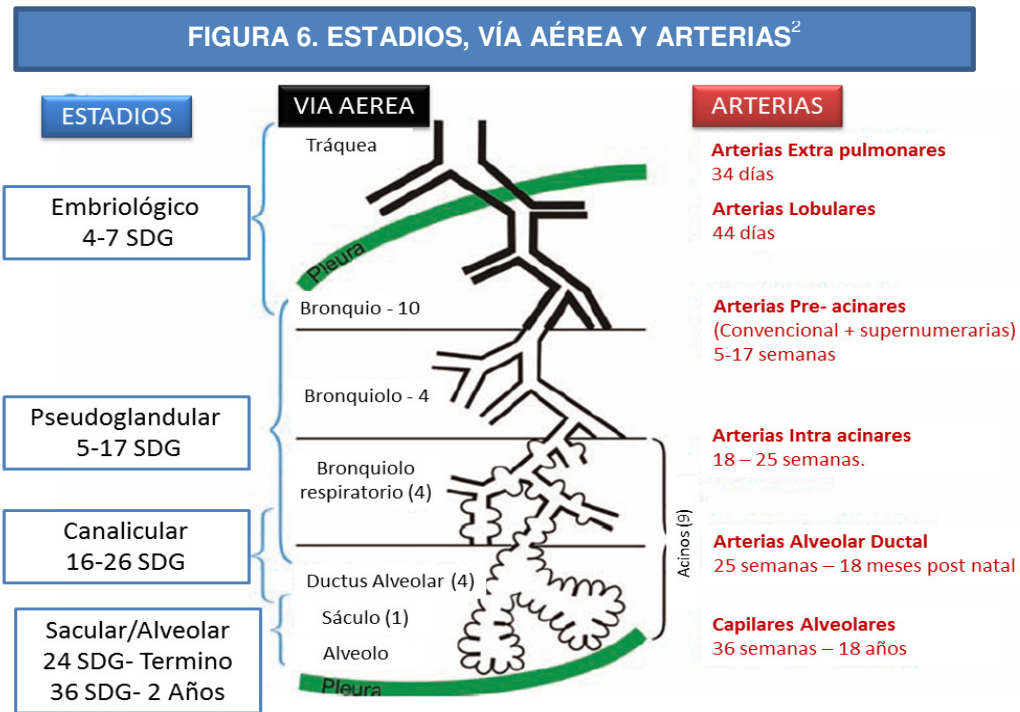 FIGURA 6. ESTADIOS, VÍA AÉREA Y ARTERIAS²
ESTADIOS
Embriológico
4-7 SDG
Pseudoglandular
5-17 SDG
Canalicular
16-26 SDG
Sacular/Alveolar
24 SDG- Termino
36 SDG- 2 Años
VIA AEREA
Tráquea
Pleura
Bronquio - 10
Bronquiolo - 4
Bronquiolo
respiratorio (4)
Ductus Alveolar (4)
Sáculo (1)
Alveolo
Pleura
Acinos (9)
ARTERIAS
Arterias Extra pulmonares
34 días
Arterias Lobulares
44 días
Arterias Pre- acinares
(Convencional + supernumerarias)
5-17 semanas
Arterias Intra acinares
18 – 25 semanas.
Arterias Alveolar Ductal
25 semanas – 18 meses post natal
Capilares Alveolares
36 semanas – 18 años